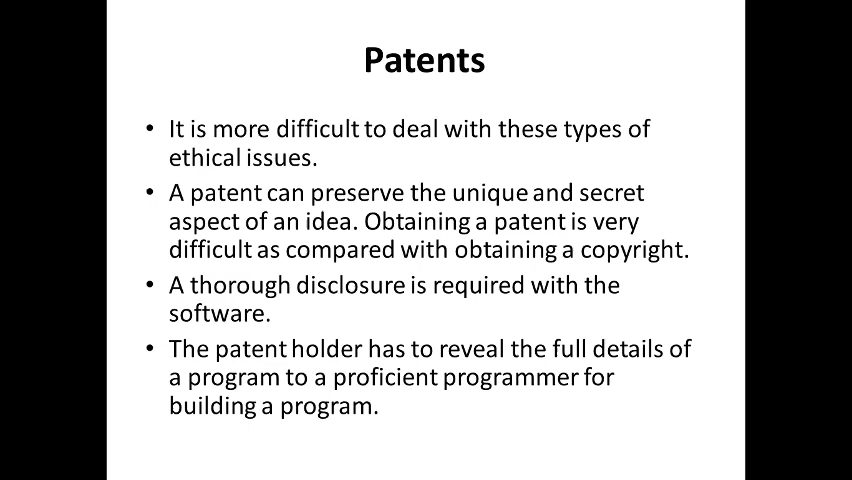 Patents
• It is more difficult to deal with these types of
ethical issues.
• A patent can preserve the unique and secret
aspect of an idea. Obtaining a patent is very
difficult as compared with obtaining a copyright.
• A thorough disclosure is required with the
software.
• The patent holder has to reveal the full details of
a program to a proficient programmer for
building a program.